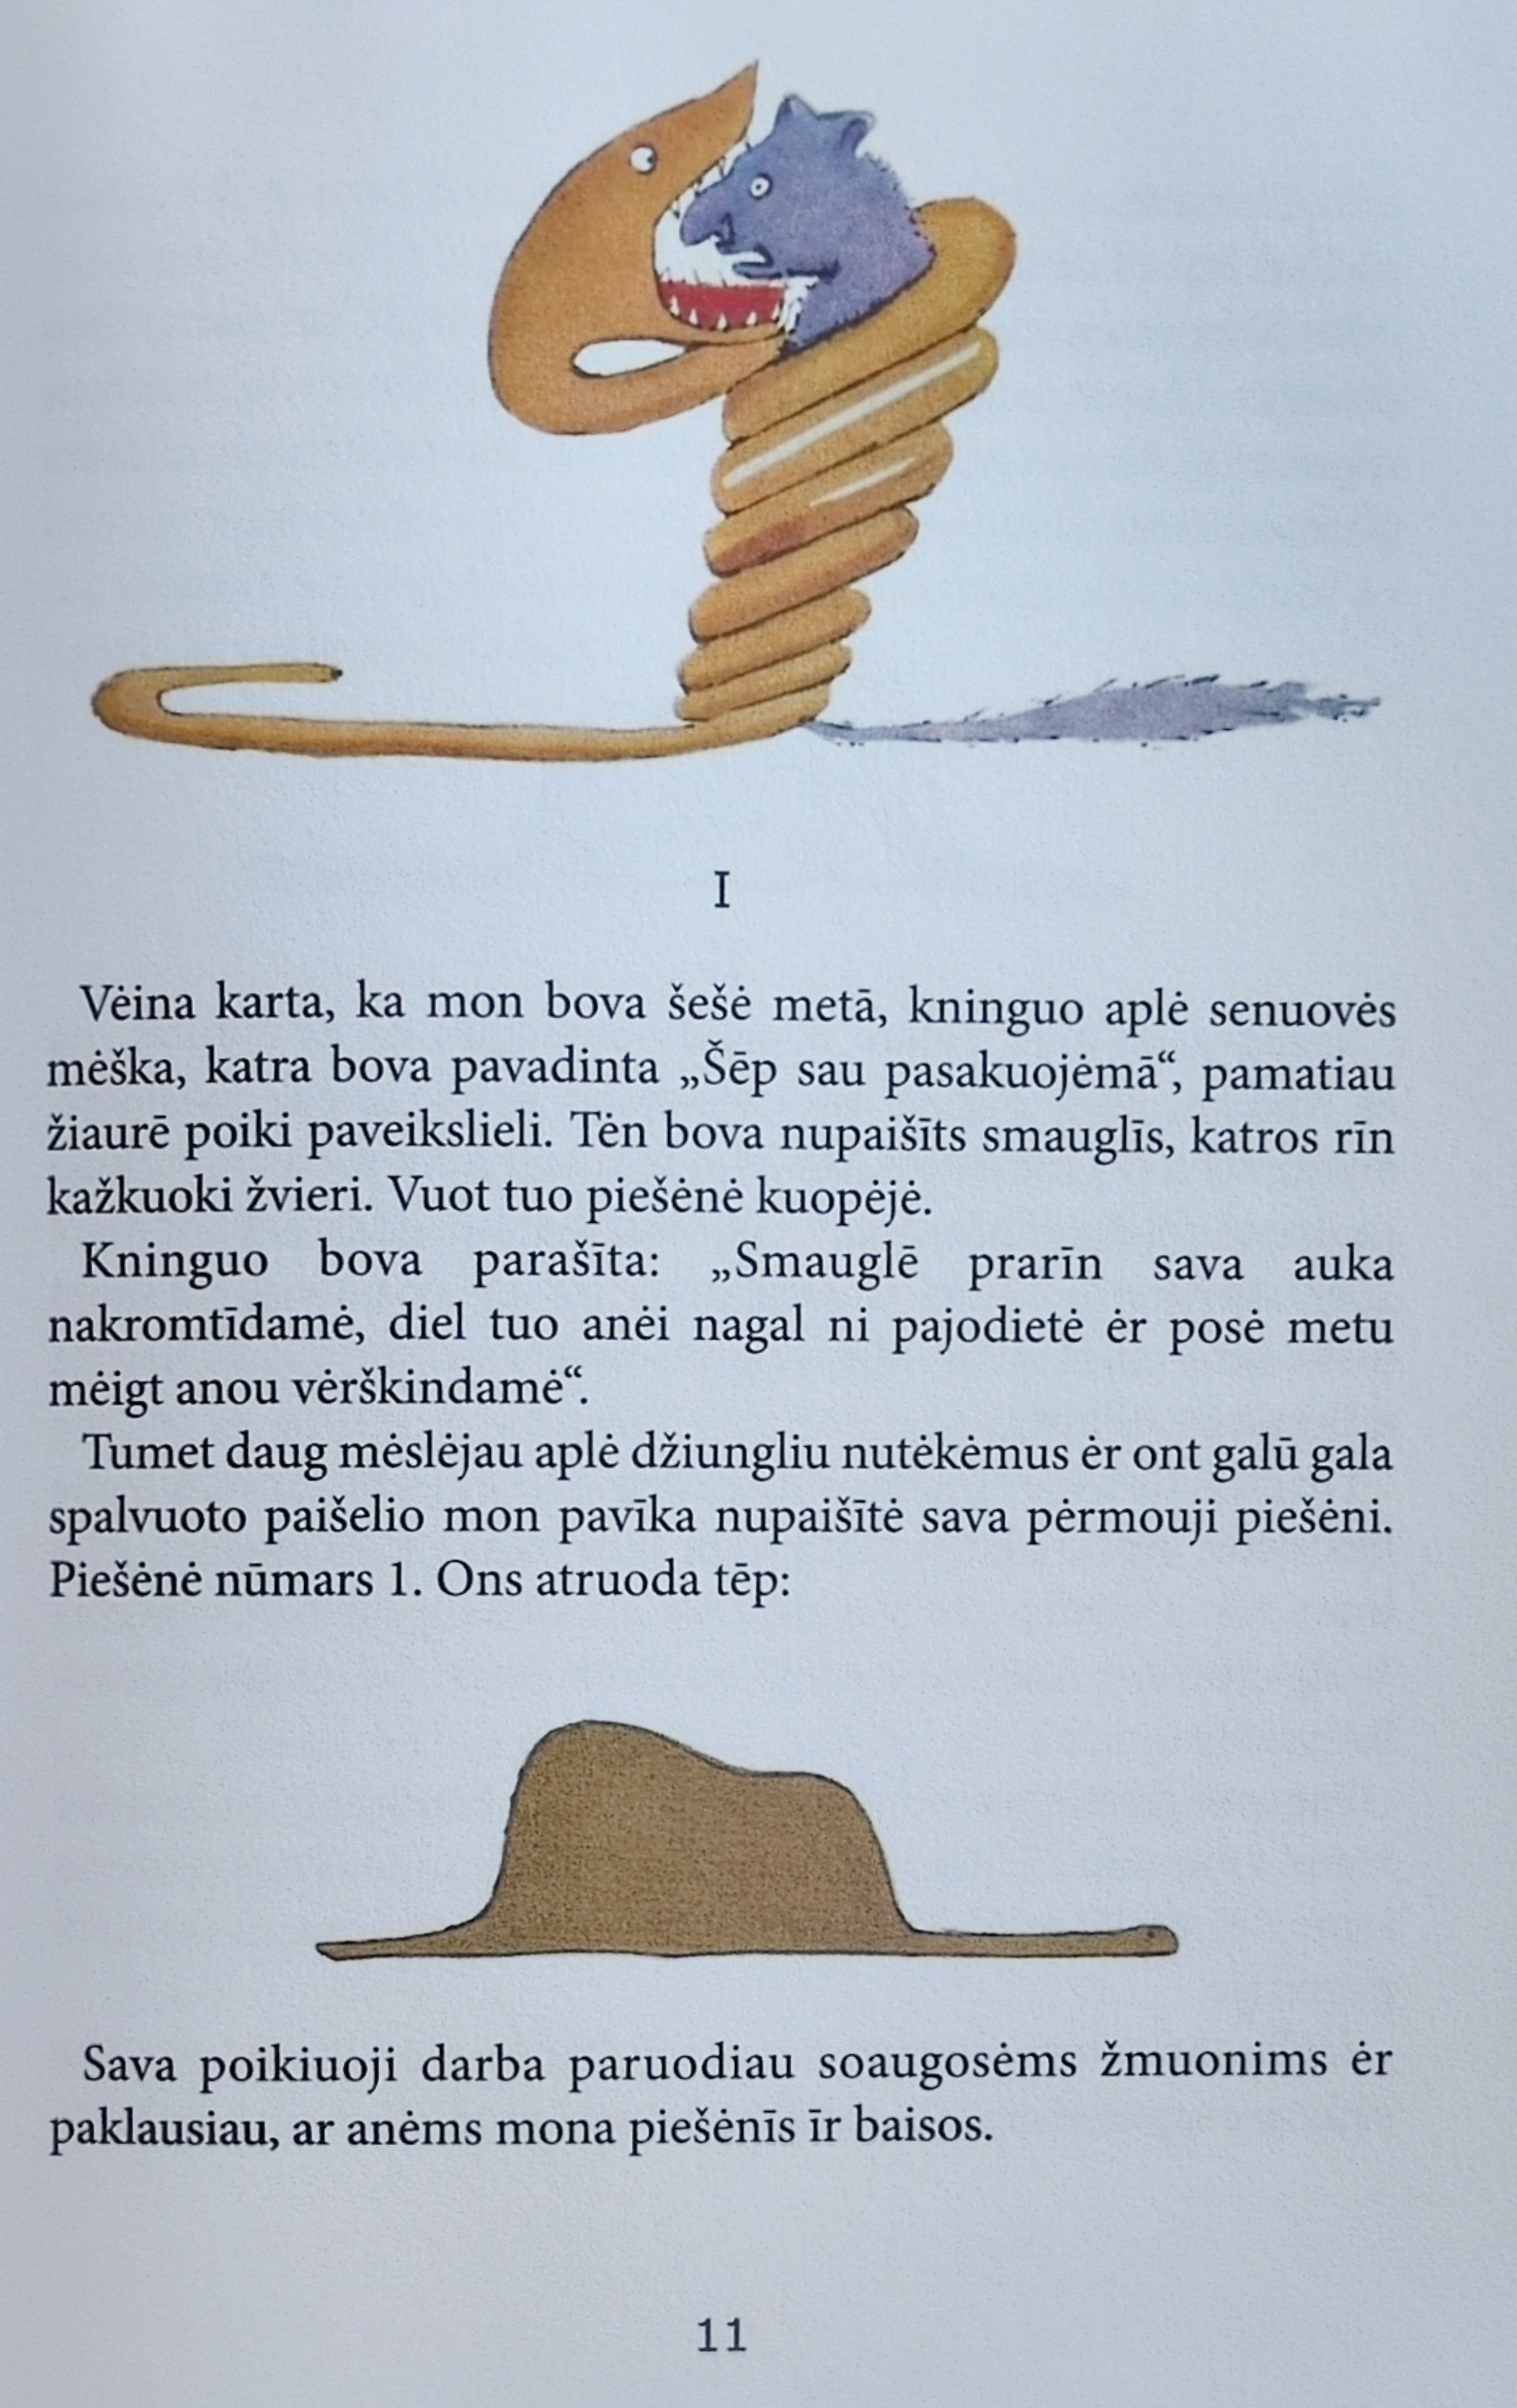 I
Vėina karta, ka mon bova šešė metā, kninguo aplė senuovės
mėška, katra bova pavadinta „Šēp sau pasakuojėmā“, pamatiau
žiaurē poiki paveikslieli. Tėn bova nupaišīts smauglīs, katros rīn
kažkuoki žvieri. Vuot tuo piešėnė kuopėjė.
Kninguo bova parašīta: „Smauglē prarīn sava auka
nakromtīdamė, diel tuo anėi nagal ni pajodietė ėr posė metu
mėigt anou vėrškindamė“.
Tumet daug mėslėjau aplė džiungliu nutėkėmus ėr ont galū gala
spalvuoto paišelio mon pavīka nupaišītė sava pėrmouji piešėni.
Piešėnė nūmars 1. Ons atruoda tēp:
Sava poikiuoji darba paruodiau soaugosėms žmuonims ėr
paklausiau, ar anėms mona piešėnīs īr baisos.
11